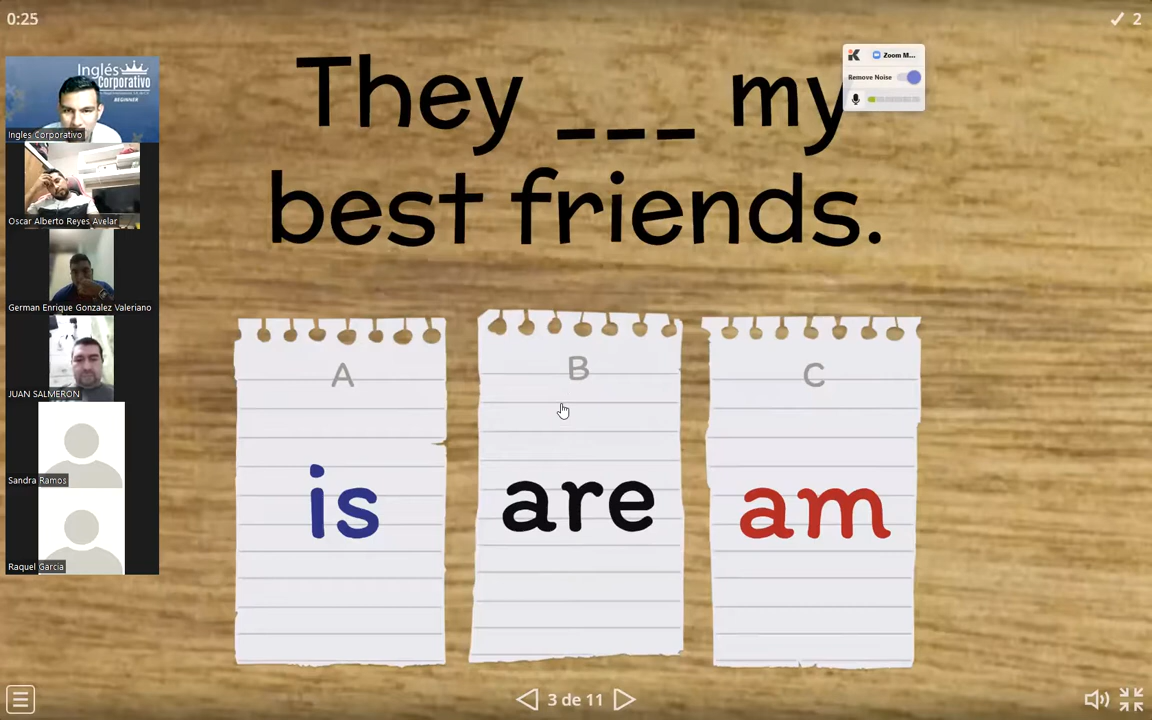 0:25
✓ 2
They ___ my
best friends.
Zoom M...
Remove Noise
Inglés
Corporativo
BEGINNER
Ingles Corporativo
Oscar Alberto Reyes Avelar
German Enrique Gonzalez Valeriano
JUAN SALMERON
Sandra Ramos
Raquel Garcia
A
is
B
are
C
am
3 de 11